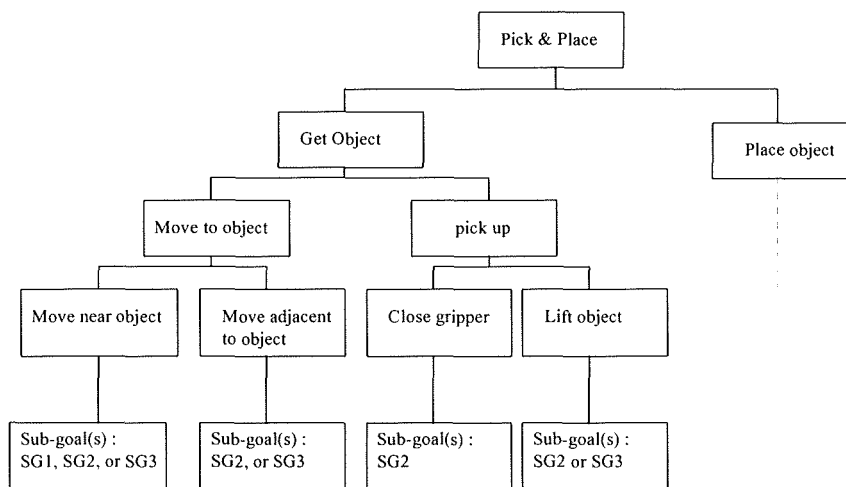 Pick & Place
Get Object
Place object
Move to object
pick up
Move near object
Move adjacent
to object
Close gripper
Lift object
Sub-goal(s) :
SG1, SG2, or SG3
Sub-goal(s) :
SG2, or SG3
Sub-goal(s) :
SG2
Sub-goal(s) :
SG2 or SG3